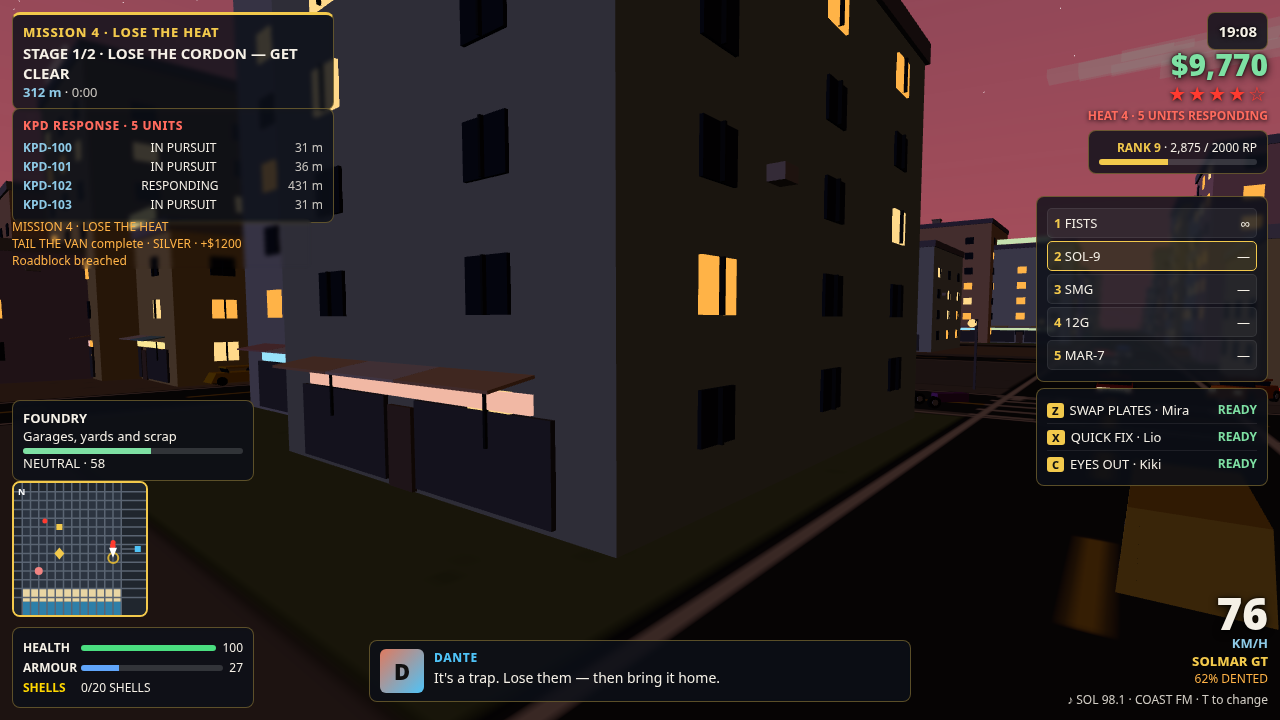 MISSION 4 · LOSE THE HEAT
STAGE 1/2 · LOSE THE CORDON — GET
CLEAR
312 m · 0:00
KPD RESPONSE · 5 UNITS
KPD-100 IN PURSUIT 31 m
KPD-101 IN PURSUIT 36 m
KPD-102 RESPONDING 431 m
KPD-103 IN PURSUIT 31 m
MISSION 4 · LOSE THE HEAT
TAIL THE VAN complete · SILVER · +$1200
Roadblock breached
FOUNDRY
Garages, yards and scrap
NEUTRAL · 58
N
HEALTH 100
ARMOUR 27
SHELLS 0/20 SHELLS
D
DANTE
It's a trap. Lose them — then bring it home.
19:08
$9,770
★★★★☆
HEAT 4 · 5 UNITS RESPONDING
RANK 9 · 2,875 / 2000 RP
1 FISTS ∞
2 SOL-9 —
3 SMG —
4 12G —
5 MAR-7 —
Z SWAP PLATES · Mira READY
X QUICK FIX · Lio READY
C EYES OUT · Kiki READY
76
KM/H
SOLMAR GT
62% DENTED
♪ SOL 98.1 · COAST FM · T to change